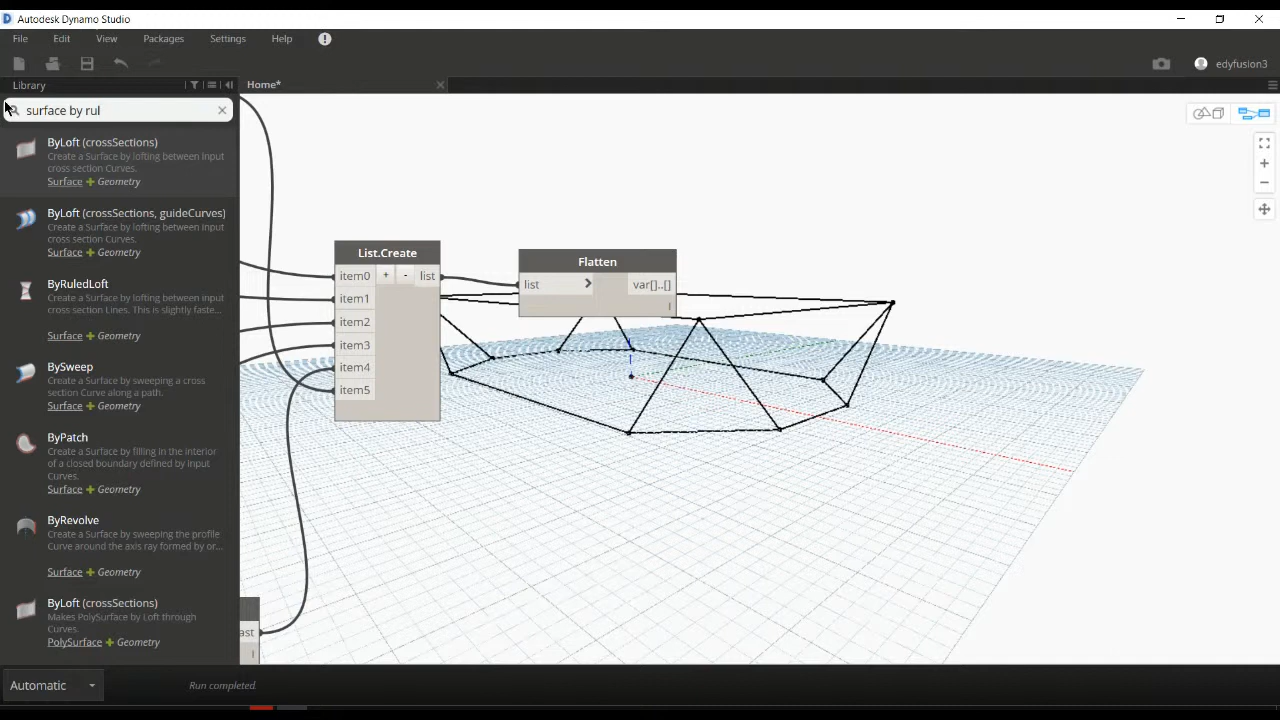 Autodesk Dynamo Studio
File Edit View Packages Settings Help
edyfusion3
Library
Home*
surface by rul
ByLoft (crossSections)
Create a Surface by lofting between input
cross section Curves.
Surface + Geometry
ByLoft (crossSections, guideCurves)
Create a Surface by lofting between input
cross section Curves.
Surface + Geometry
ByRuledLoft
Create a Surface by lofting between input
cross section Lines. This is slightly faste...
Surface + Geometry
BySweep
Create a Surface by sweeping a cross
section Curve along a path.
Surface + Geometry
ByPatch
Create a Surface by filling in the interior
of a closed boundary defined by input
Curves.
Surface + Geometry
ByRevolve
Create a Surface by sweeping the profile
Curve around the axis ray formed by or...
Surface + Geometry
ByLoft (crossSections)
Makes PolySurface by Loft through
Curves.
PolySurface + Geometry
List.Create
item0 + - list
item1
item2
item3
item4
item5
Flatten
list > var[]..[]
l
ast
l
Automatic
Run completed.